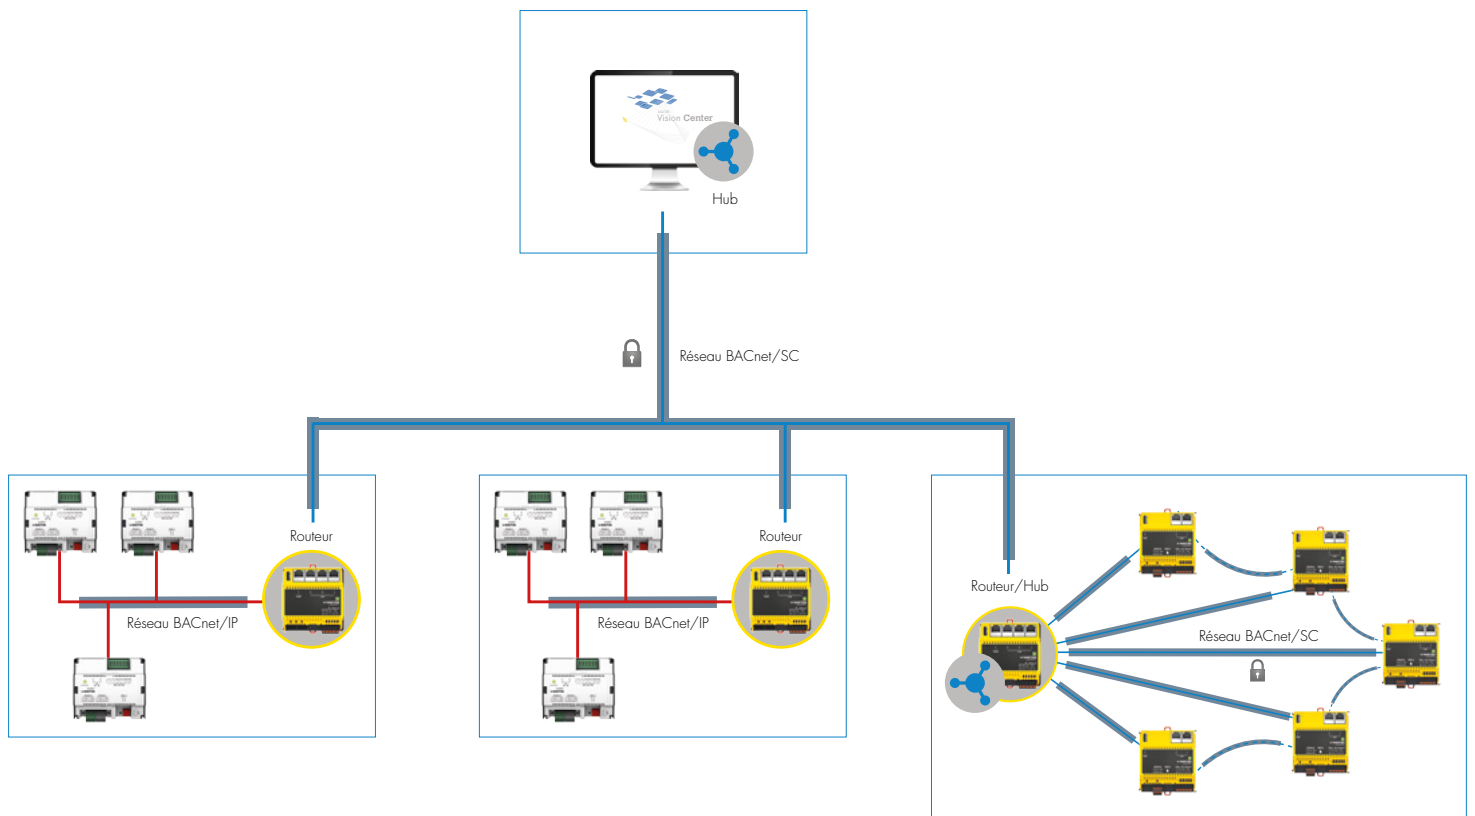 Vision Center
Hub
Réseau BACnet/SC
Routeur
Réseau BACnet/IP
Routeur
Réseau BACnet/IP
Routeur/Hub
Réseau BACnet/SC